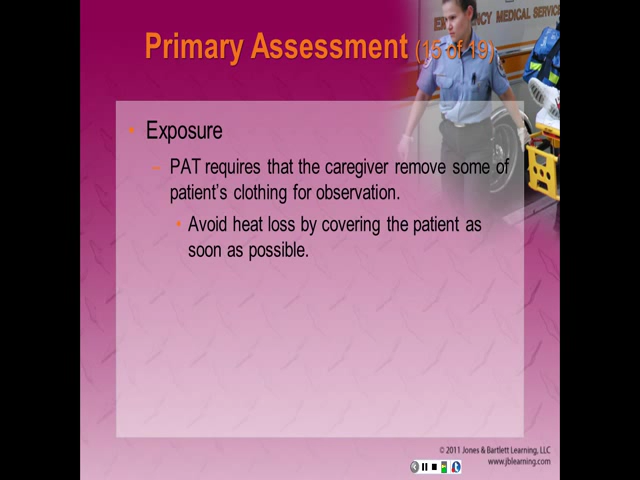 EMERGENCY MEDICAL SERVICE
Primary Assessment (15 of 19)
• Exposure
– PAT requires that the caregiver remove some of
patient's clothing for observation.
• Avoid heat loss by covering the patient as
soon as possible.
© 2011 Jones & Bartlett Learning, LLC
www.jblearning.com